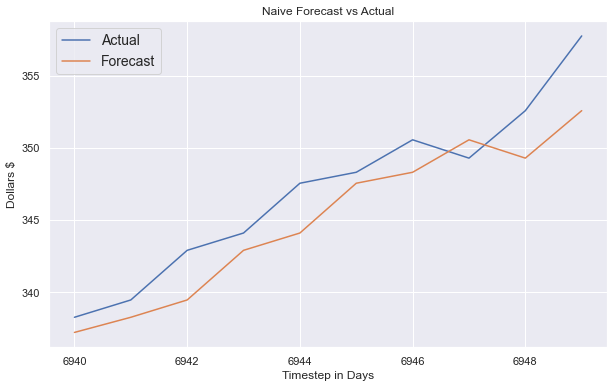 Naive Forecast vs Actual
Actual
Forecast
355
350
345
340
Dollars $
6940 6942 6944 6946 6948
Timestep in Days